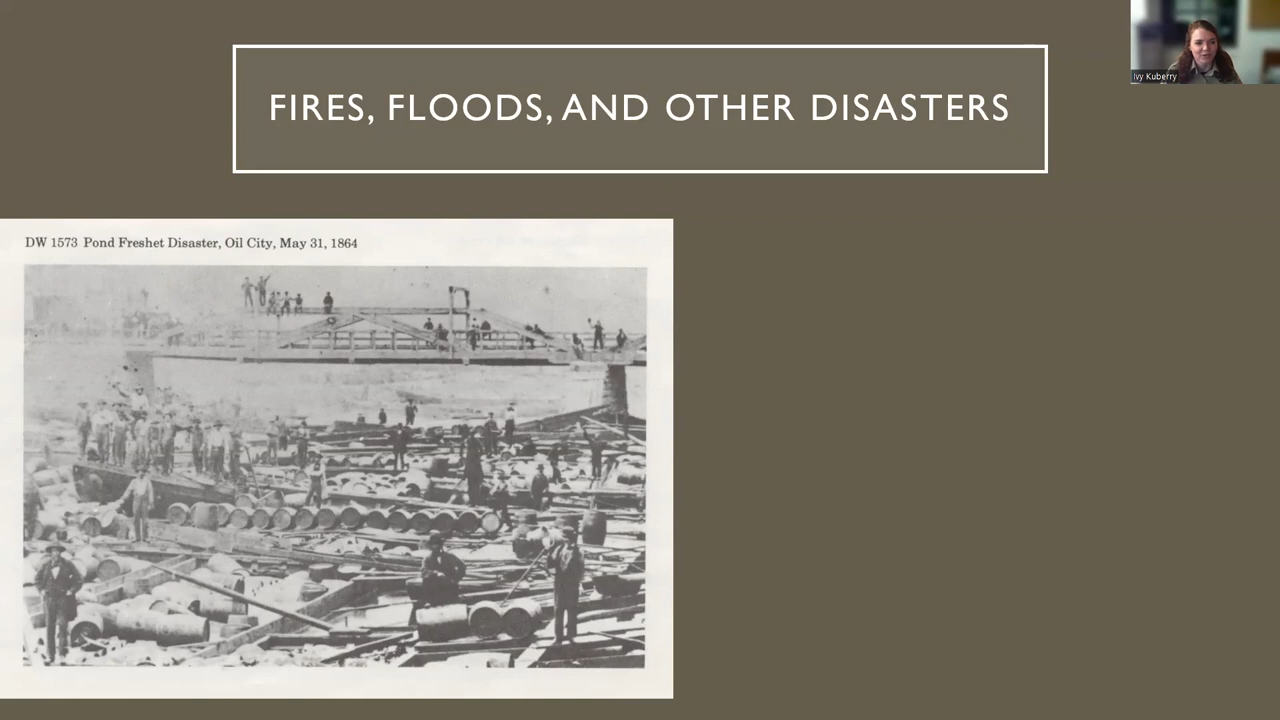 FIRES, FLOODS, AND OTHER DISASTERS
Ivy Kuberry
DW 1573 Pond Freshet Disaster, Oil City, May 31, 1864